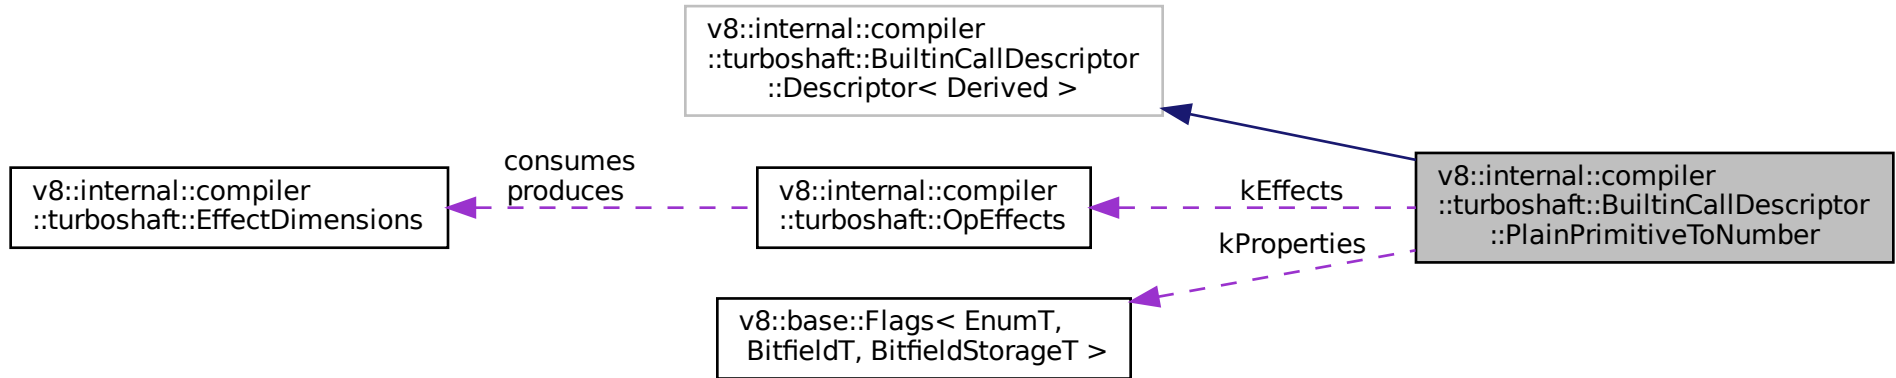 v8::internal::compiler
::turboshaft::BuiltinCallDescriptor
::Descriptor< Derived >
v8::internal::compiler
::turboshaft::EffectDimensions
consumes
produces
v8::internal::compiler
::turboshaft::OpEffects
kEffects
kProperties
v8::internal::compiler
::turboshaft::BuiltinCallDescriptor
::PlainPrimitiveToNumber
v8::base::Flags< EnumT,
BitfieldT, BitfieldStorageT >